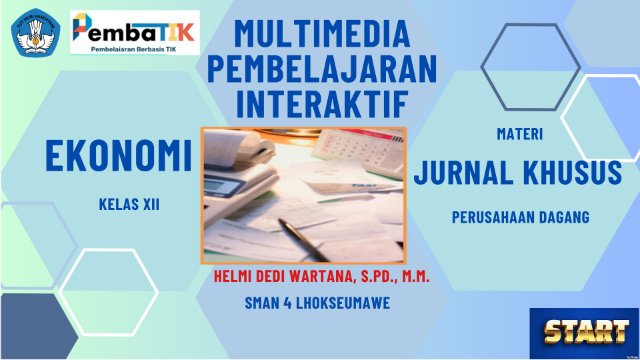 PembaTIK
Pembelajaran Berbasis TIK
MULTIMEDIA
PEMBELAJARAN
INTERAKTIF
EKONOMI
KELAS XII
MATERI
JURNAL KHUSUS
PERUSAHAAN DAGANG
HELMI DEDI WARTANA, S.PD., M.M.
SMAN 4 LHOKSEUMAWE
START